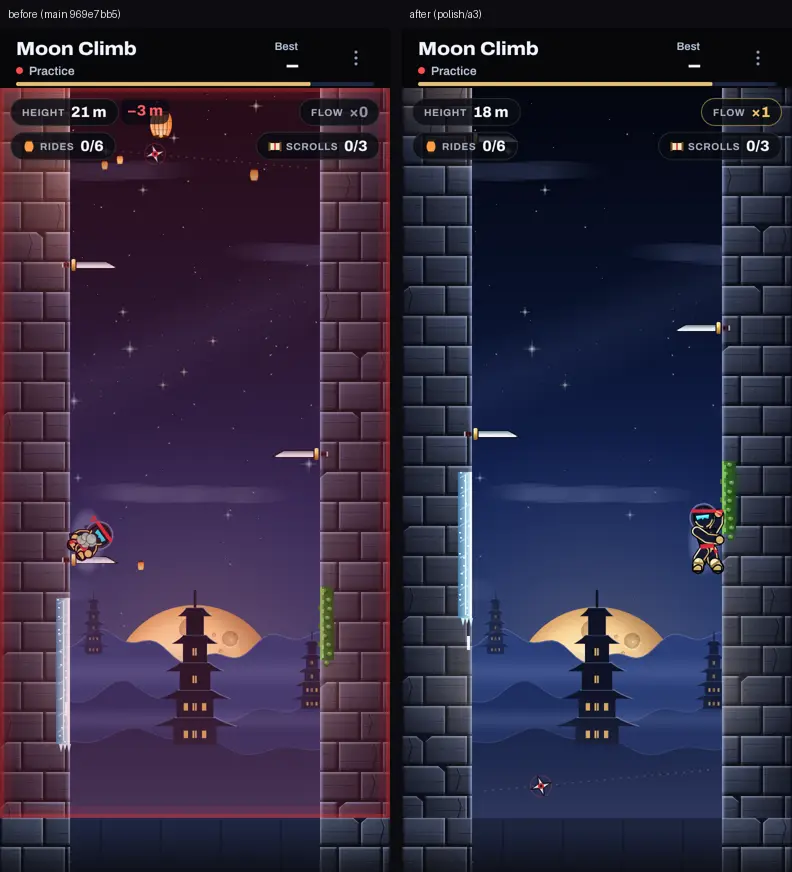 before (main 969e7bb5)
Moon Climb
Best
–
Practice
HEIGHT 21 m
−3 m
FLOW ×0
RIDES 0/6
SCROLLS 0/3
after (polish/a3)
Moon Climb
Best
–
Practice
HEIGHT 18 m
FLOW ×1
RIDES 0/6
SCROLLS 0/3